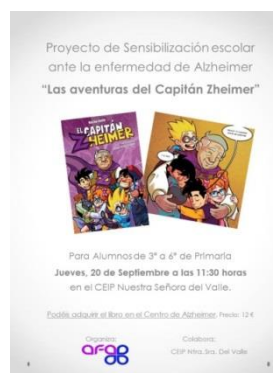 Proyecto de Sensibilización escolar
ante la enfermedad de Alzheimer
“Las aventuras del Capitán Zheimer”
EL CAPITÁN
ZHEIMER
Para Alumnos de 3º a 6º de Primaria
Jueves, 20 de Septiembre a las 11:30 horas
en el CEIP Nuestra Señora del Valle.
Podéis adquirir el libro en el Centro de Alzheimer. Precio: 12 €
Organiza:
Colabora:
afa
CEIP Ntra. Sra. Del Valle